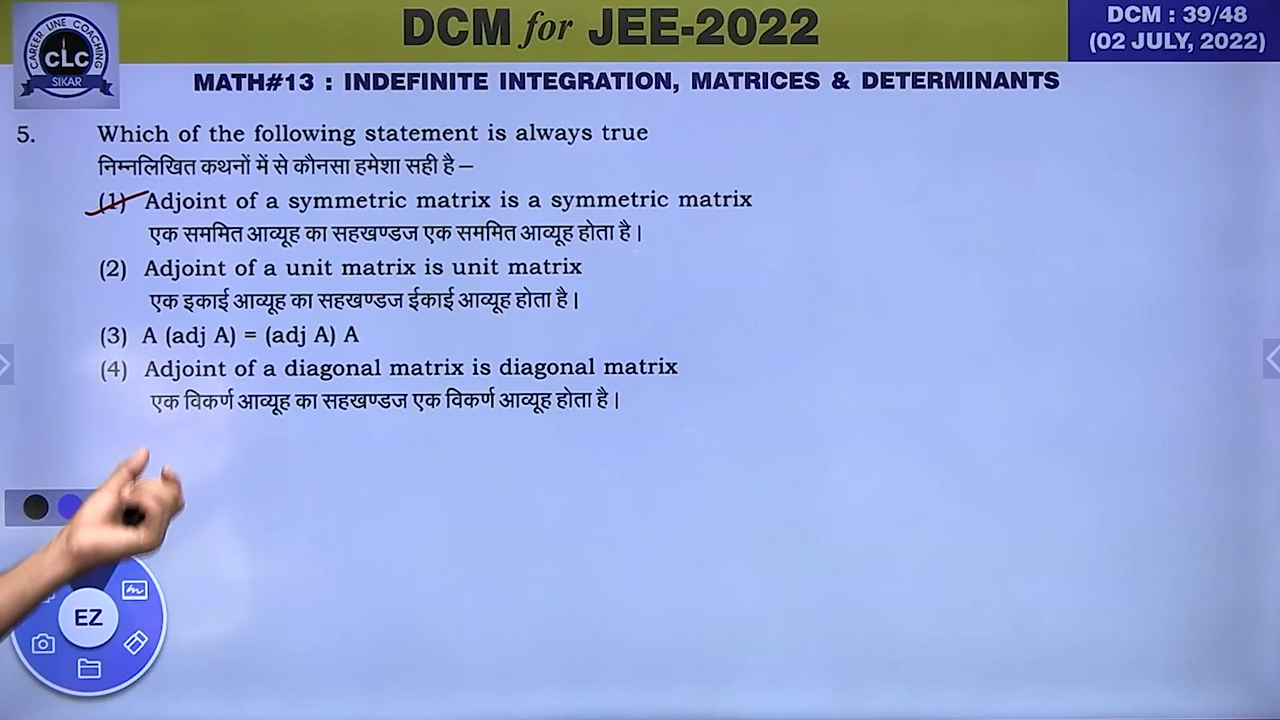 CAREER LINE COACHING
CLC
SIKAR
DCM for JEE-2022
DCM : 39/48
(02 JULY, 2022)
MATH#13 : INDEFINITE INTEGRATION, MATRICES & DETERMINANTS
5. Which of the following statement is always true
निम्नलिखित कथनों में से कौनसा हमेशा सही है –
(1) Adjoint of a symmetric matrix is a symmetric matrix
एक सममित आव्यूह का सहखण्डज एक सममित आव्यूह होता है।
(2) Adjoint of a unit matrix is unit matrix
एक इकाई आव्यूह का सहखण्डज ईकाई आव्यूह होता है।
(3) A (adj A) = (adj A) A
(4) Adjoint of a diagonal matrix is diagonal matrix
एक विकर्ण आव्यूह का सहखण्डज एक विकर्ण आव्यूह होता है।
EZ